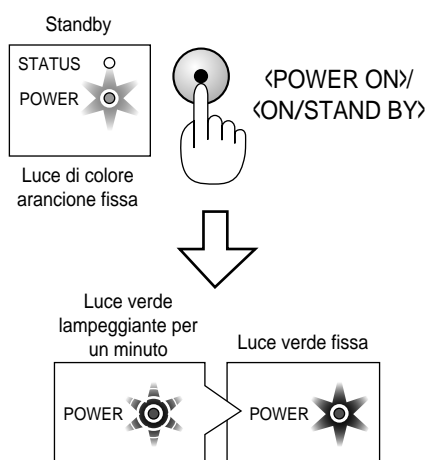 Standby
STATUS
POWER
〈POWER ON〉/
〈ON/STAND BY〉
Luce di colore
arancione fissa
Luce verde
lampeggiante per
un minuto
Luce verde fissa
POWER
POWER